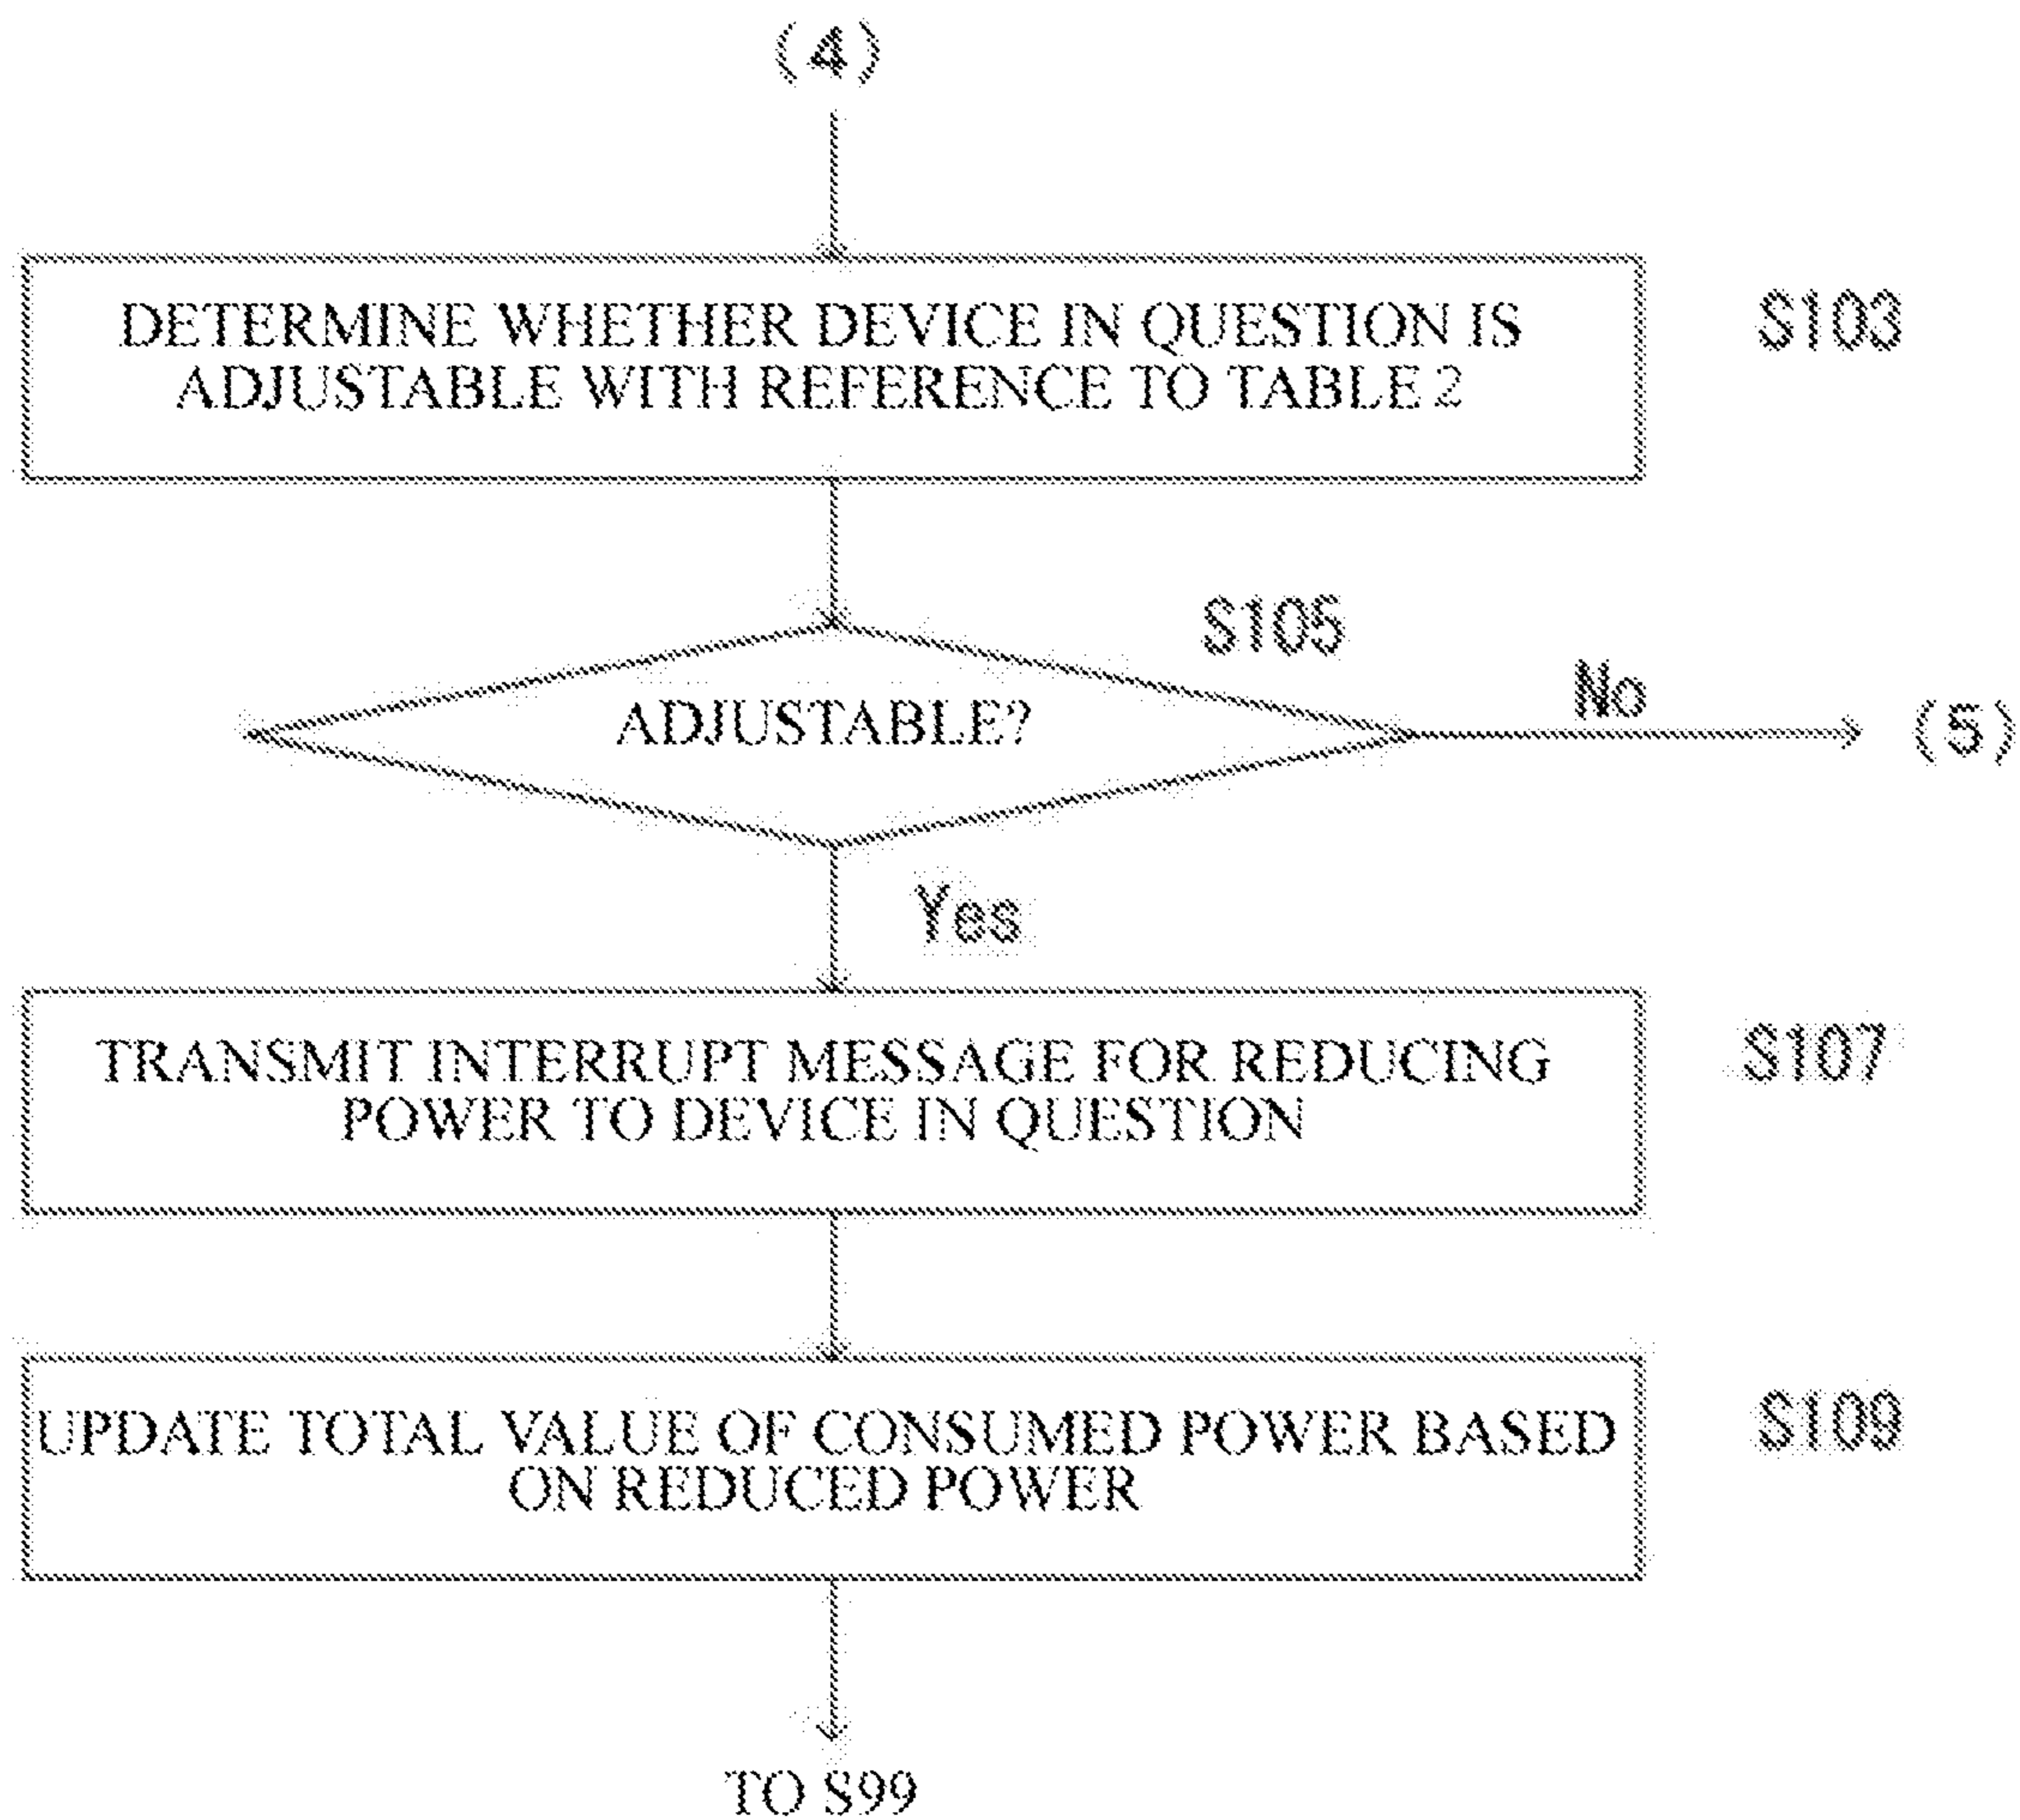 (4)
DETERMINE WHETHER DEVICE IN QUESTION IS
ADJUSTABLE WITH REFERENCE TO TABLE 2
S103
S105
ADJUSTABLE?
No
(5)
Yes
TRANSMIT INTERRUPT MESSAGE FOR REDUCING
POWER TO DEVICE IN QUESTION
S107
UPDATE TOTAL VALUE OF CONSUMED POWER BASED
ON REDUCED POWER
S109
TO S99